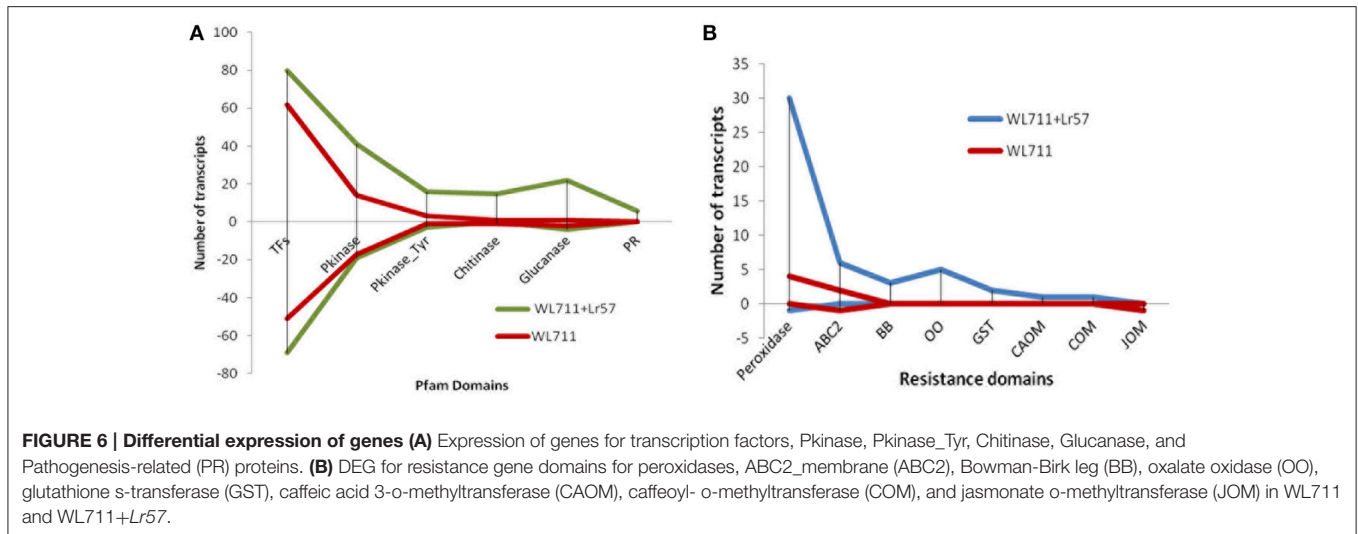 A
100
80
60
40
20
0
-20
-40
-60
-80
Number of transcripts
TFs
Pkinase
Pkinase_Tyr
Chitinase
Glucanase
PR
WL711+Lr57
WL711
Pfam Domains
B
35
30
25
20
15
10
5
0
-5
Number of transcripts
WL711+Lr57
WL711
Peroxidase
ABC2
BB
OO
GST
CAOM
COM
JOM
Resistance domains
FIGURE 6 | Differential expression of genes (A) Expression of genes for transcription factors, Pkinase, Pkinase_Tyr, Chitinase, Glucanase, and
Pathogenesis-related (PR) proteins. (B) DEG for resistance gene domains for peroxidases, ABC2_membrane (ABC2), Bowman-Birk leg (BB), oxalate oxidase (OO),
glutathione s-transferase (GST), caffeic acid 3-o-methyltransferase (CAOM), caffeoyl- o-methyltransferase (COM), and jasmonate o-methyltransferase (JOM) in WL711
and WL711+Lr57.